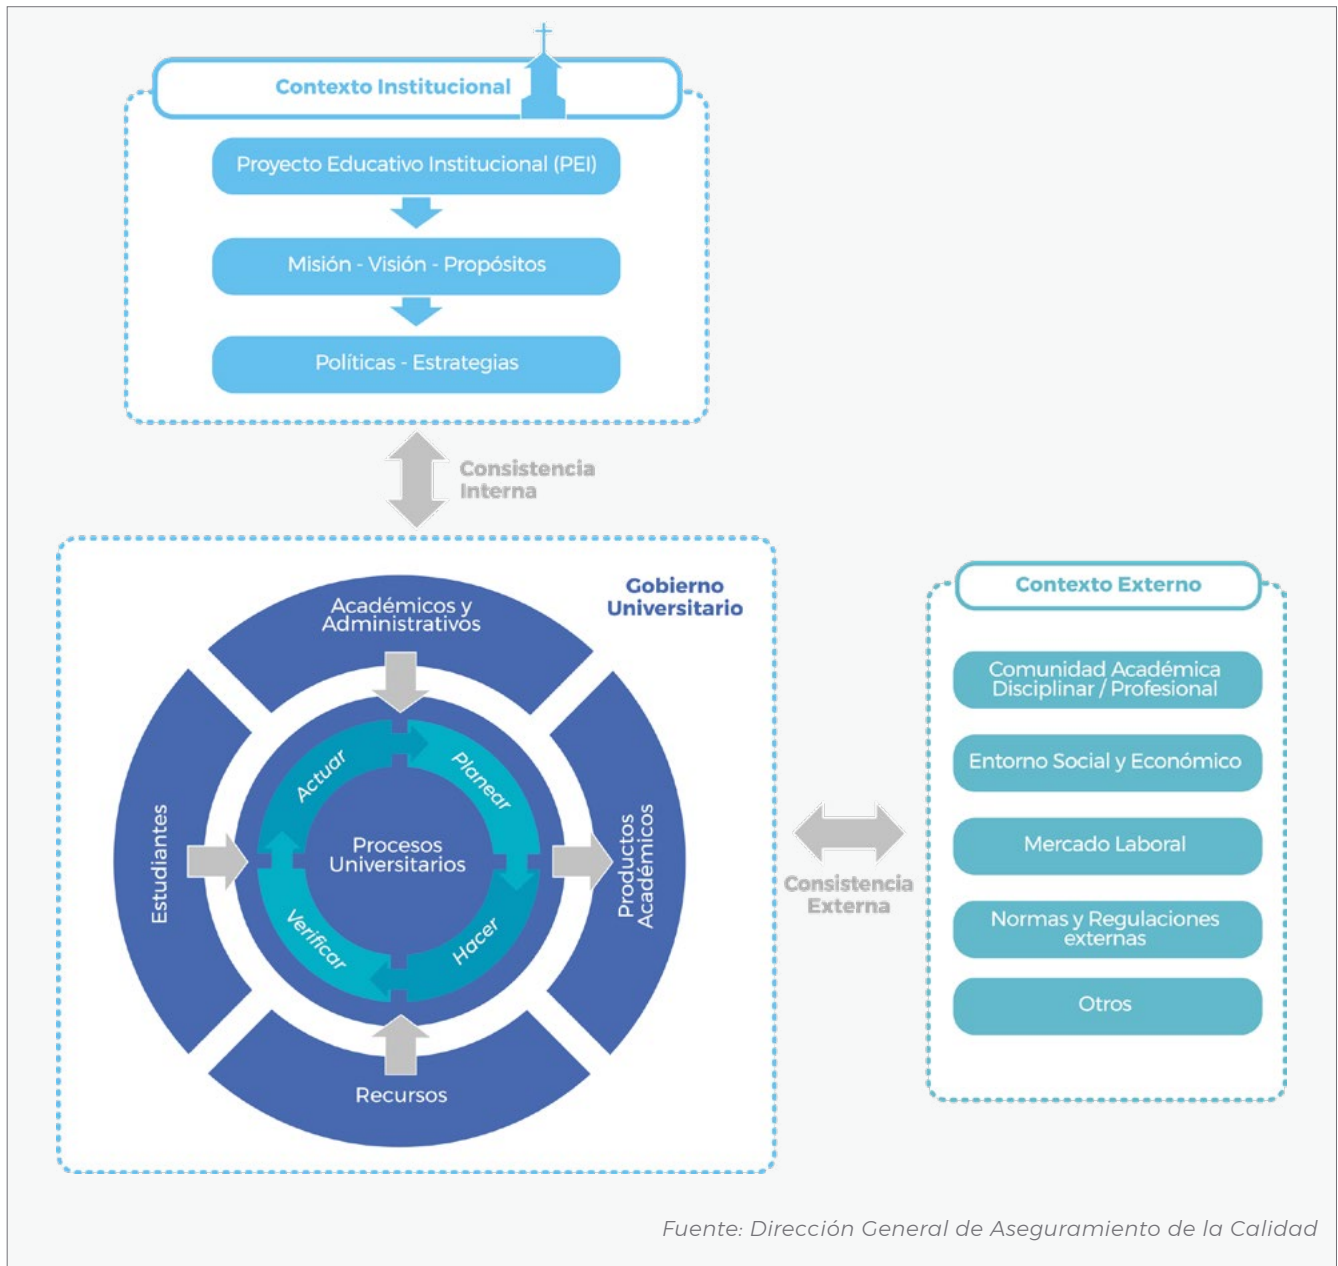 Contexto Institucional
Proyecto Educativo Institucional (PEI)
Misión - Visión - Propósitos
Políticas - Estrategias
Consistencia
Interna
Gobierno
Universitario
Académicos y
Administrativos
Estudiantes
Actuar
Planear
Procesos
Universitarios
Verificar
Hacer
Productos
Académicos
Recursos
Consistencia
Externa
Contexto Externo
Comunidad Académica
Disciplinar / Profesional
Entorno Social y Económico
Mercado Laboral
Normas y Regulaciones
externas
Otros
Fuente: Dirección General de Aseguramiento de la Calidad